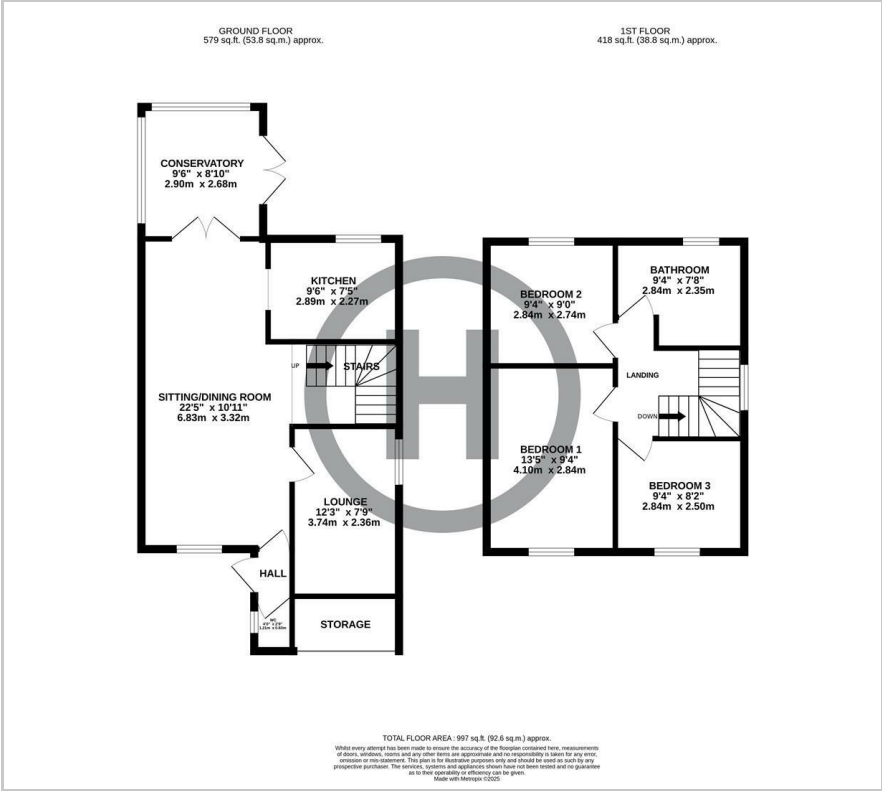 GROUND FLOOR
579 sq.ft. (53.8 sq.m.) approx.
1ST FLOOR
418 sq.ft. (38.8 sq.m.) approx.
CONSERVATORY
9'6" x 8'10"
2.90m x 2.68m
KITCHEN
9'6" x 7'5"
2.89m x 2.27m
UP
STAIRS
SITTING/DINING ROOM
22'5" x 10'11"
6.83m x 3.32m
LOUNGE
12'3" x 7'9"
3.74m x 2.36m
HALL
WC
STORAGE
BEDROOM 2
9'4" x 9'0"
2.84m x 2.74m
BATHROOM
9'4" x 7'8"
2.84m x 2.35m
LANDING
DOWN
BEDROOM 1
13'5" x 9'4"
4.10m x 2.84m
BEDROOM 3
9'4" x 8'2"
2.84m x 2.50m
H
TOTAL FLOOR AREA : 997 sq.ft. (92.6 sq.m.) approx.
Whilst every attempt has been made to ensure the accuracy of the floorplan contained here, measurements
of doors, windows, rooms and any other items are approximate and no responsibility is taken for any error,
omission or mis-statement. This plan is for illustrative purposes only and should be used as such by any
prospective purchaser. The services, systems and appliances shown have not been tested and no guarantee
as to their operability or efficiency can be given.
Made with Metropix ©2025